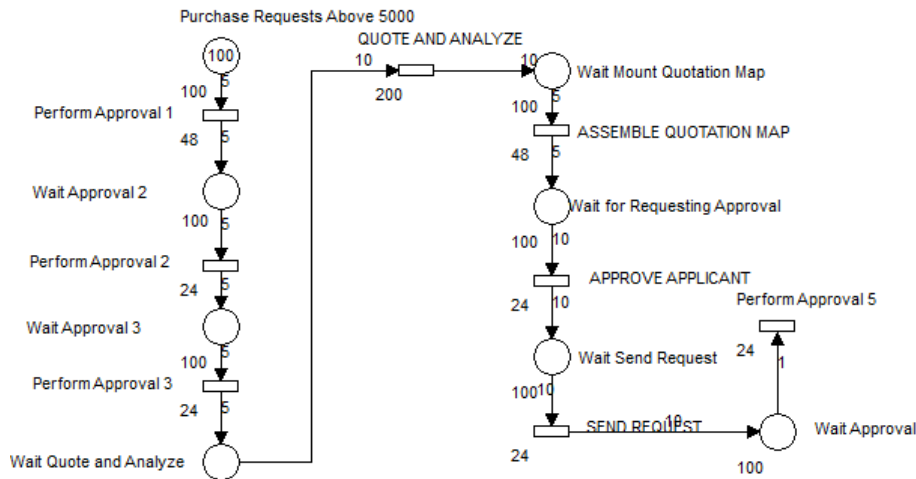 Purchase Requests Above 5000
100
5
100
Perform Approval 1
48
5
Wait Approval 2
100
5
Perform Approval 2
24
5
Wait Approval 3
5
100
Perform Approval 3
24
5
Wait Quote and Analyze
QUOTE AND ANALYZE
10
200
10
Wait Mount Quotation Map
5
100
ASSEMBLE QUOTATION MAP
48
5
Wait for Requesting Approval
100
10
APPROVE APPLICANT
24
10
Wait Send Request
100
10
SEND REQUEST
10
24
Perform Approval 5
24
1
Wait Approval
100